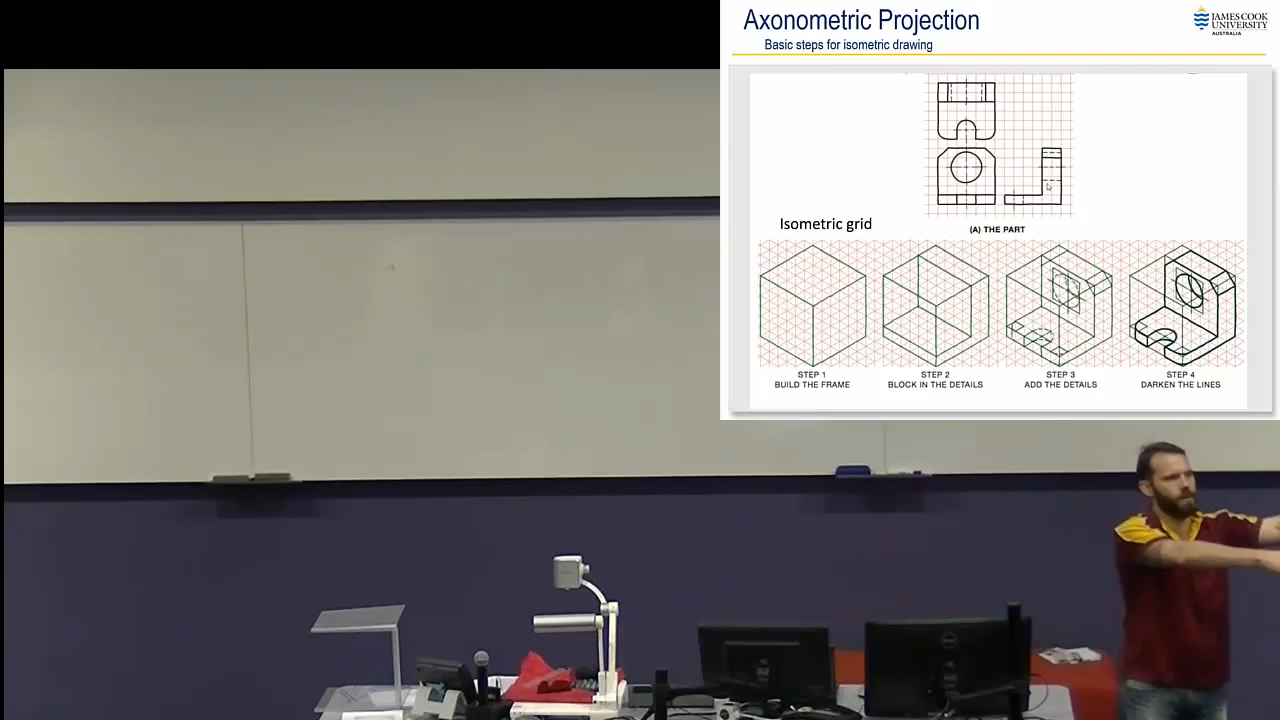 Axonometric Projection
Basic steps for isometric drawing
JAMES COOK
UNIVERSITY
AUSTRALIA
Isometric grid
(A) THE PART
STEP 1
BUILD THE FRAME
STEP 2
BLOCK IN THE DETAILS
STEP 3
ADD THE DETAILS
STEP 4
DARKEN THE LINES